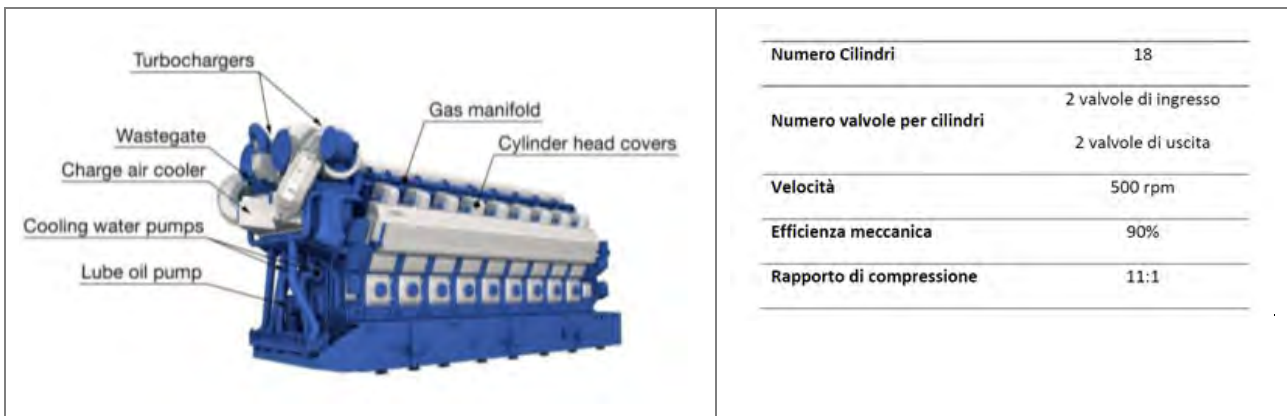 Turbochargers
Gas manifold
Wastegate
Cylinder head covers
Charge air cooler
Cooling water pumps
Lube oil pump
Numero Cilindri 18
2 valvole di ingresso
Numero valvole per cilindri
2 valvole di uscita
Velocità 500 rpm
Efficienza meccanica 90%
Rapporto di compressione 11:1